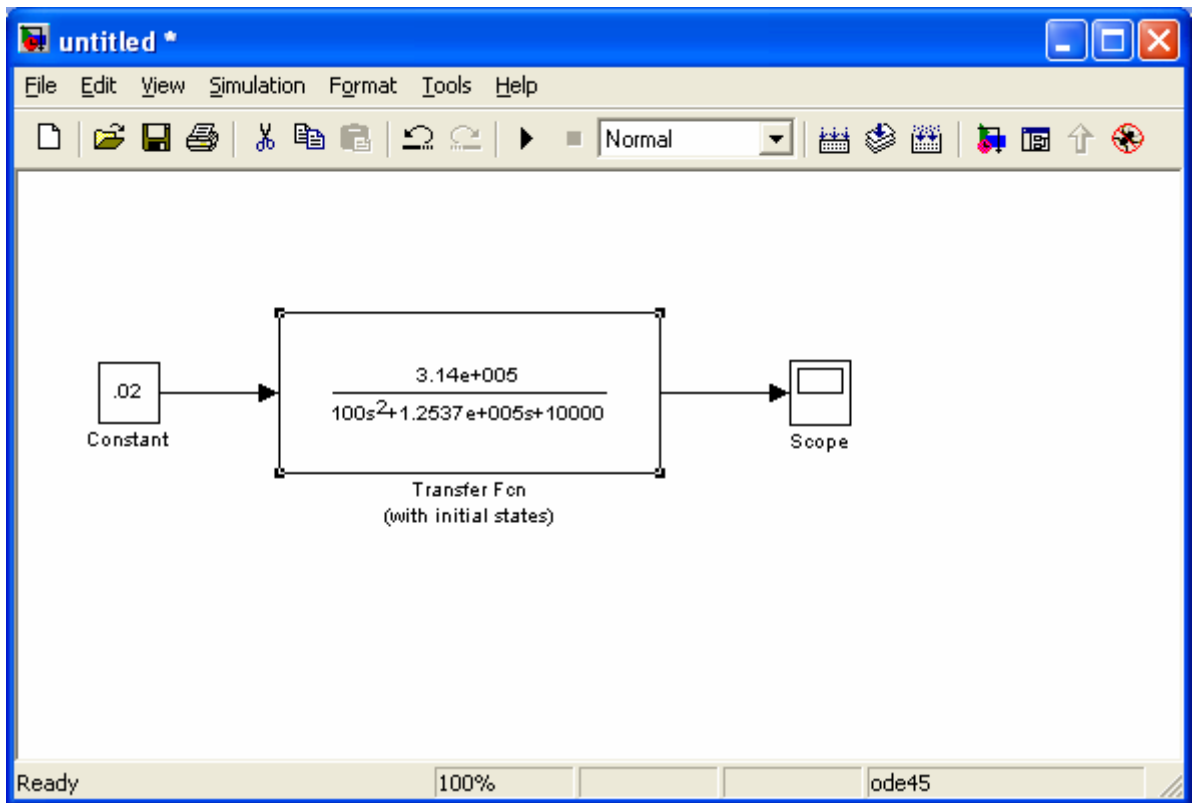 untitled *
File Edit View Simulation Format Tools Help
Normal
3.14e+005
.02
100s2+1.2537e+005s+10000
Constant
Scope
Transfer Fcn
(with initial states)
Ready 100% ode45